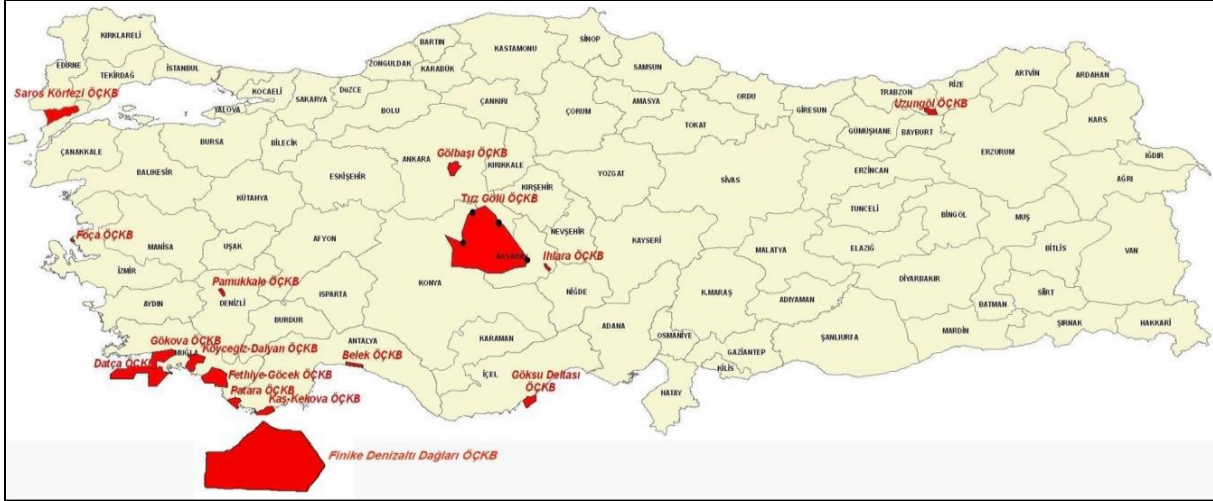 KIRKLARELİ
EDİRNE
TEKİRDAĞ
İSTANBUL
Saros Körfezi ÖÇKB
KOCAELİ
YALOVA
SAKARYA
DÜZCE
ZONGULDAK
BARTIN
KARABÜK
KASTAMONU
SİNOP
SAMSUN
ORDU
GİRESUN
TRABZON
RİZE
ARTVİN
ARDAHAN
Uzungöl ÖÇKB
GÜMÜŞHANE
BAYBURT
KARS
IĞDIR
AĞRI
ERZURUM
ERZİNCAN
BOLU
ÇANKIRI
ÇORUM
AMASYA
TOKAT
ÇANAKKALE
BALIKESİR
BURSA
BİLECİK
ESKİŞEHİR
KÜTAHYA
ANKARA
Gölbaşı ÖÇKB
KIRIKKALE
KIRŞEHİR
YOZGAT
SİVAS
Tuz Gölü ÖÇKB
AKSARAY
NEVŞEHİR
Ihlara ÖÇKB
KAYSERİ
NİĞDE
TUNCELİ
BİNGÖL
MUŞ
ELAZIĞ
MALATYA
BİTLİS
VAN
DİYARBAKIR
SİİRT
BATMAN
ŞIRNAK
HAKKARİ
MARDİN
ŞANLIURFA
ADIYAMAN
K.MARAŞ
GAZİANTEP
KİLİS
OSMANİYE
HATAY
ADANA
Foça ÖÇKB
MANİSA
İZMİR
UŞAK
AFYON
Pamukkale ÖÇKB
DENİZLİ
AYDIN
ISPARTA
BURDUR
KONYA
KARAMAN
İÇEL
ANTALYA
Belek ÖÇKB
Göksu Deltası
ÖÇKB
Gökova ÖÇKB
MUĞLA
Köyceğiz-Dalyan ÖÇKB
Datça ÖÇKB
Fethiye-Göcek ÖÇKB
Patara ÖÇKB
Kaş-Kekova ÖÇKB
Finike Denizaltı Dağları ÖÇKB